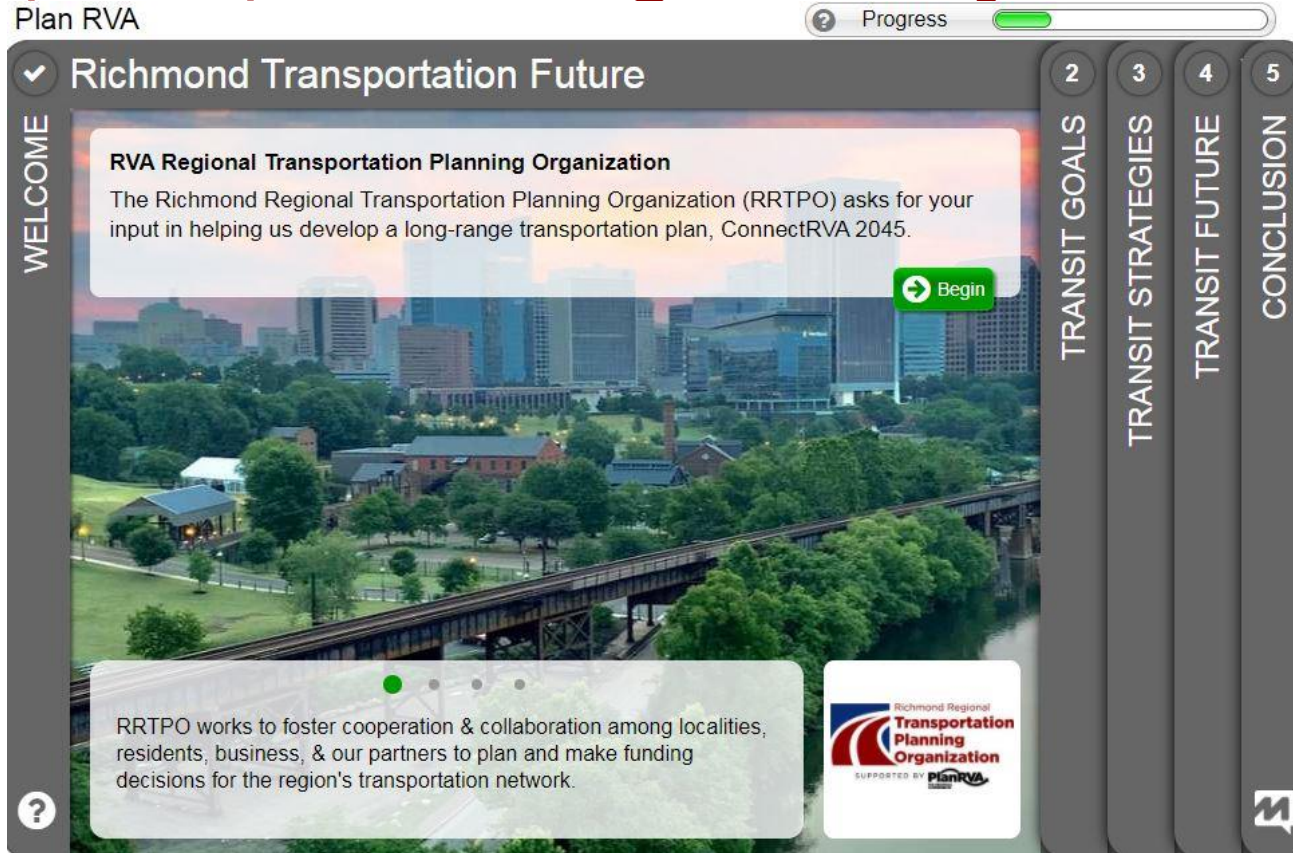 Plan RVA
Progress
Richmond Transportation Future
WELCOME
RVA Regional Transportation Planning Organization
The Richmond Regional Transportation Planning Organization (RRTPO) asks for your
input in helping us develop a long-range transportation plan, ConnectRVA 2045.
Begin
RRTPO works to foster cooperation & collaboration among localities,
residents, business, & our partners to plan and make funding
decisions for the region's transportation network.
Richmond Regional
Transportation
Planning
Organization
SUPPORTED BY PlanRVA
2
TRANSIT GOALS
3
TRANSIT STRATEGIES
4
TRANSIT FUTURE
5
CONCLUSION